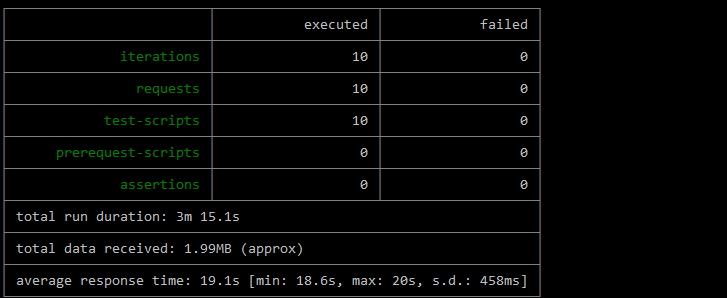 executed failed
iterations 10 0
requests 10 0
test-scripts 10 0
prerequest-scripts 0 0
assertions 0 0
total run duration: 3m 15.1s
total data received: 1.99MB (approx)
average response time: 19.1s [min: 18.6s, max: 20s, s.d.: 458ms]